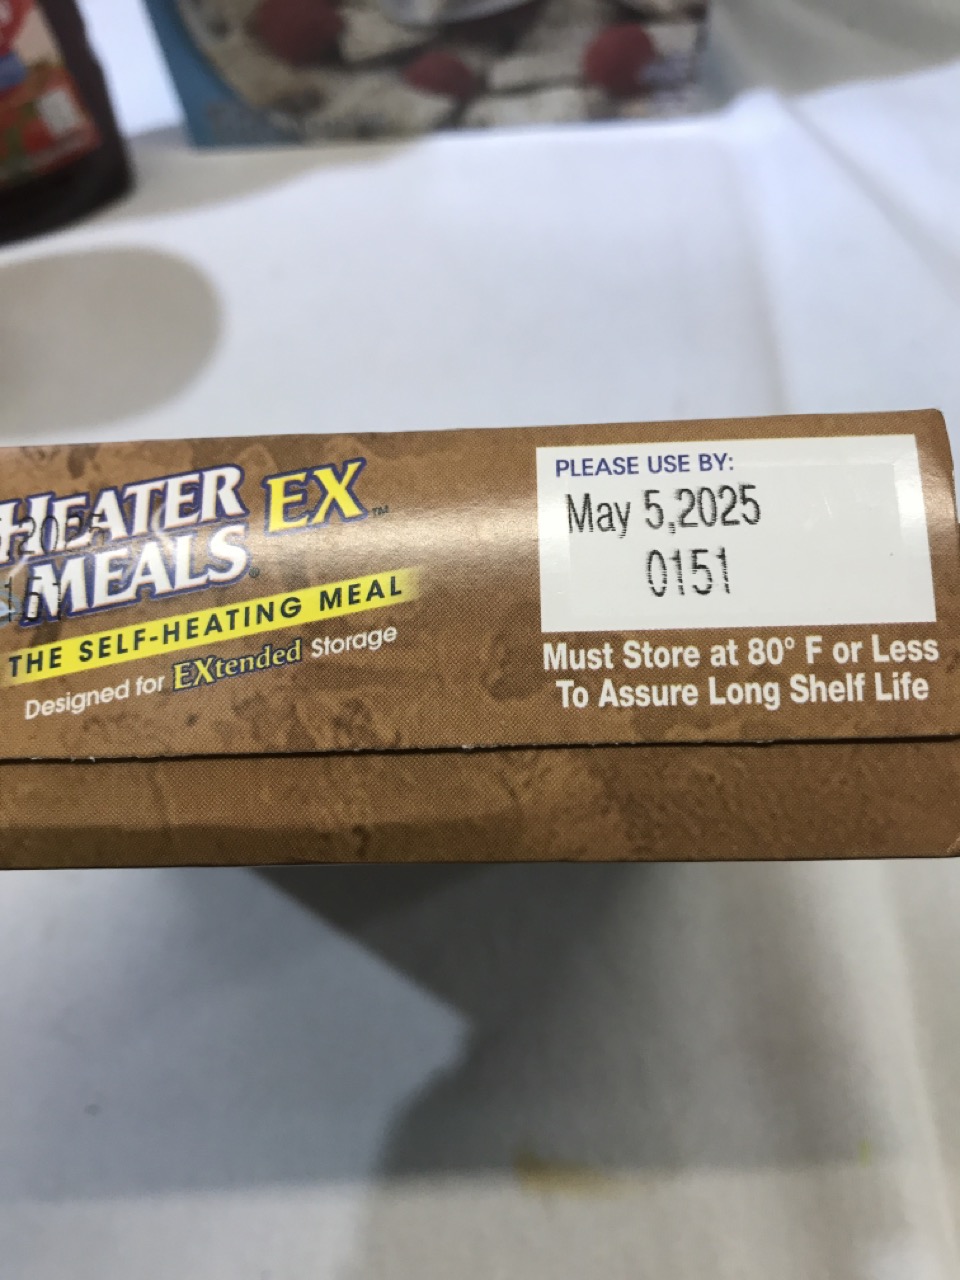 HEATER EX™
MEALS®
THE SELF-HEATING MEAL
Designed for EXtended Storage
PLEASE USE BY:
May 5,2025
0151
Must Store at 80° F or Less
To Assure Long Shelf Life